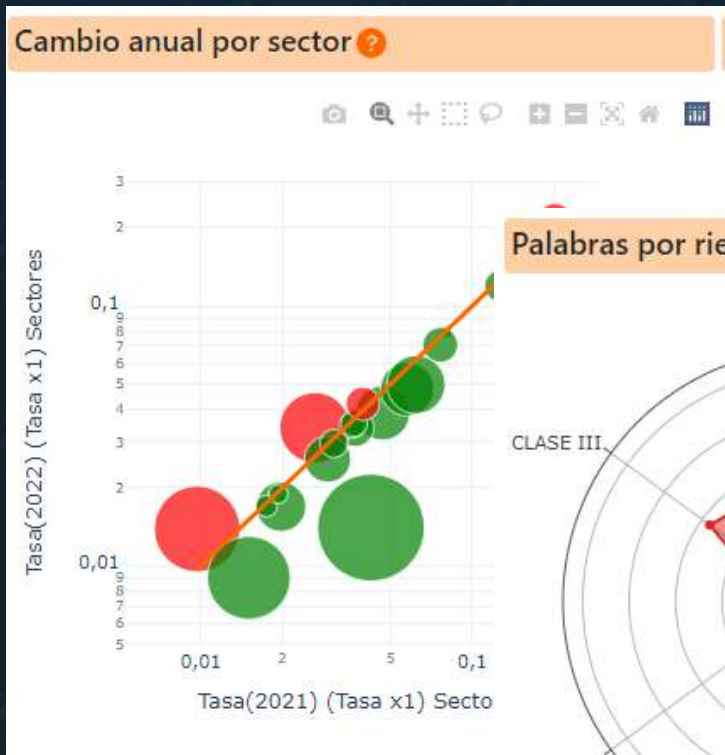 Cambio anual por sector ?
3
2
0,1
9
8
7
6
5
4
3
2
0,01
9
8
7
6
5
0,01 2 5 0,1
Tasa(2022) (Tasa x1) Sectores
Tasa(2021) (Tasa x1) Secto
Palabras por rie
CLASE III